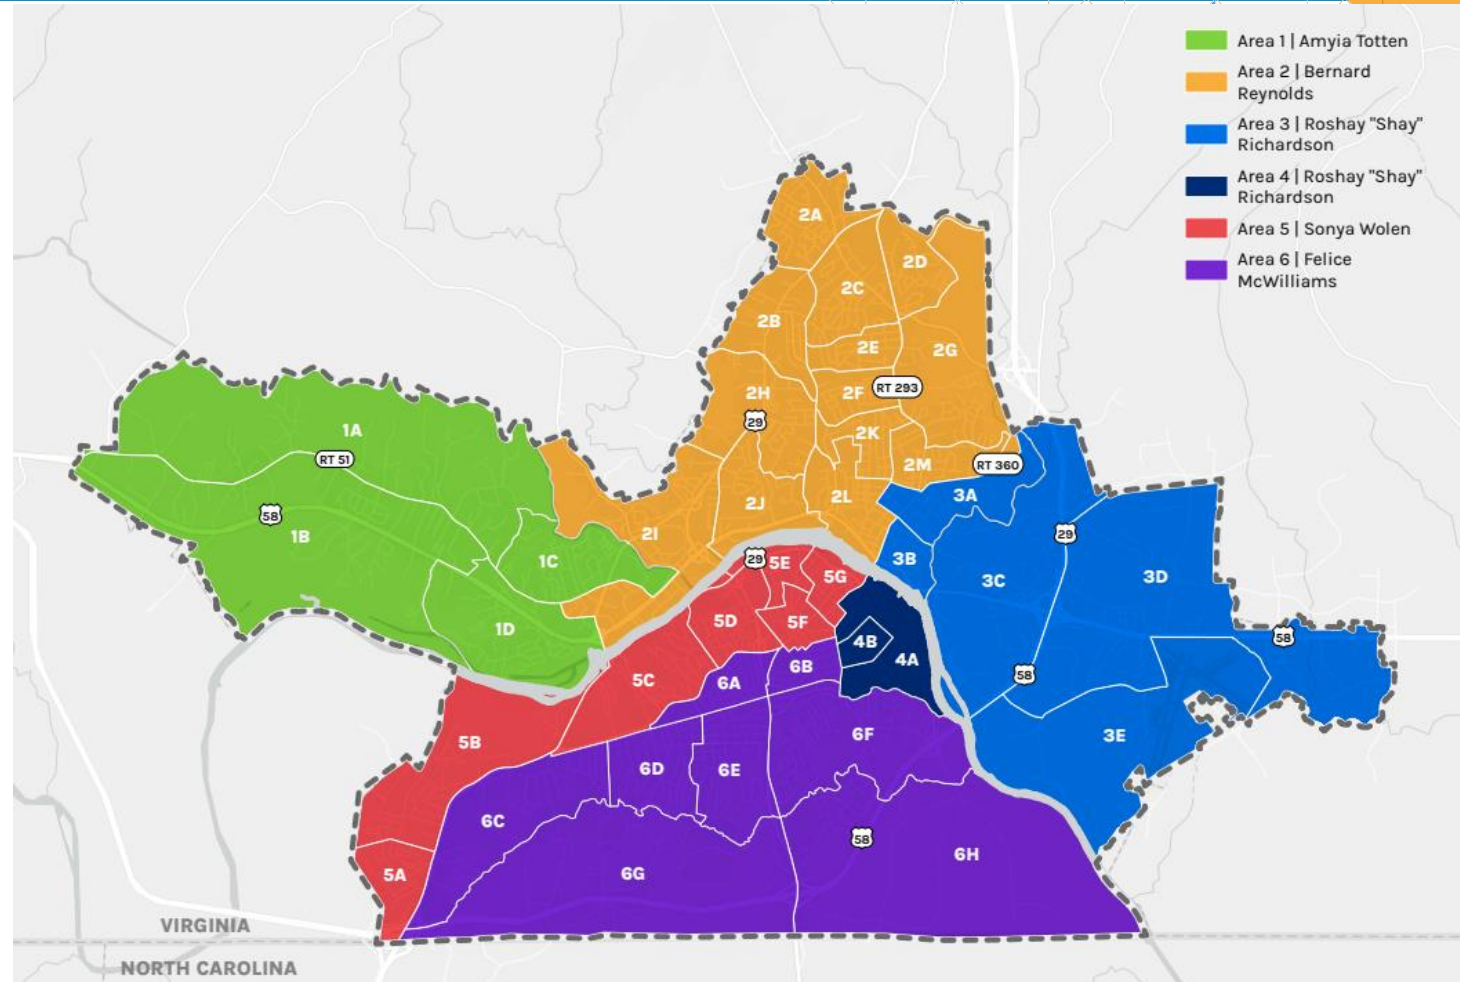 Area 1 | Amyia Totten
Area 2 | Bernard
Reynolds
Area 3 | Roshay "Shay"
Richardson
Area 4 | Roshay "Shay"
Richardson
Area 5 | Sonya Wolen
Area 6 | Felice
McWilliams
2A
2D
2C
2B
2E
2G
2H
2F
RT 293
29
2K
1A
RT 51
2M
RT 360
3A
2L
2J
58
1B
2I
29
1C
29
5E
3B
5G
3C
3D
1D
5D
5F
4B
4A
58
5C
6A
6B
58
5B
6F
3E
6D
6E
6C
58
6H
6G
5A
VIRGINIA
NORTH CAROLINA